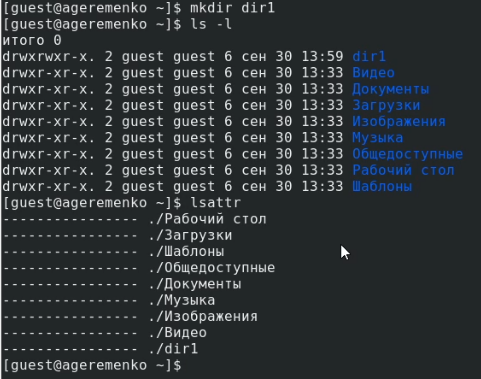 [guest@ageremenko ~]$ mkdir dir1
[guest@ageremenko ~]$ ls -l
итого 0
drwxrwxr-x. 2 guest guest 6 сен 30 13:59 dir1
drwxr-xr-x. 2 guest guest 6 сен 30 13:33 Видео
drwxr-xr-x. 2 guest guest 6 сен 30 13:33 Документы
drwxr-xr-x. 2 guest guest 6 сен 30 13:33 Загрузки
drwxr-xr-x. 2 guest guest 6 сен 30 13:33 Изображения
drwxr-xr-x. 2 guest guest 6 сен 30 13:33 Музыка
drwxr-xr-x. 2 guest guest 6 сен 30 13:33 Общедоступные
drwxr-xr-x. 2 guest guest 6 сен 30 13:33 Рабочий стол
drwxr-xr-x. 2 guest guest 6 сен 30 13:33 Шаблоны
[guest@ageremenko ~]$ lsattr
---------------- ./Рабочий стол
---------------- ./Загрузки
---------------- ./Шаблоны
---------------- ./Общедоступные
---------------- ./Документы
---------------- ./Музыка
---------------- ./Изображения
---------------- ./Видео
---------------- ./dir1
[guest@ageremenko ~]$